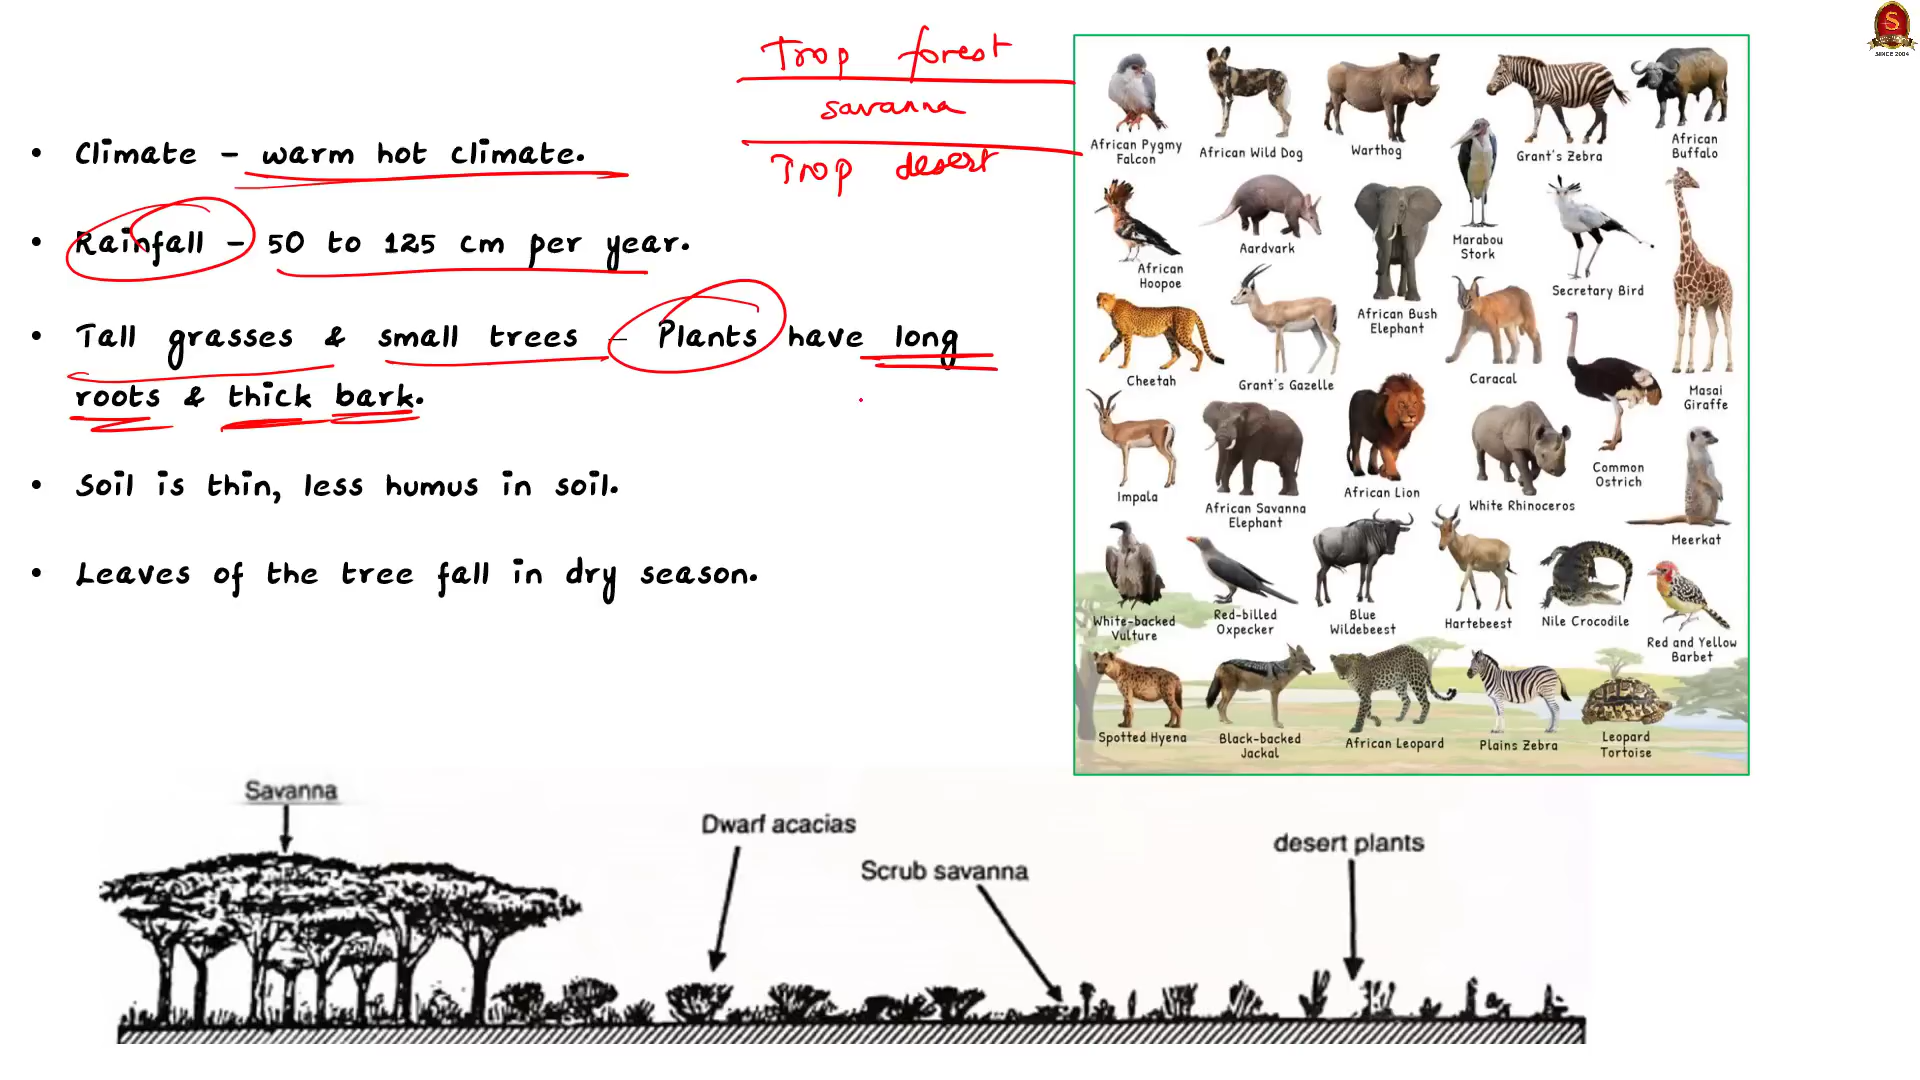 Trop forest
savanna
Trop desert
• Climate – warm hot climate.
• Rainfall – 50 to 125 cm per year.
• Tall grasses & small trees – Plants have long
roots & thick bark.
• Soil is thin, less humus in soil.
• Leaves of the tree fall in dry season.
African Pygmy
Falcon
African Wild Dog
Warthog
Grant's Zebra
African
Buffalo
African
Hoopoe
Aardvark
African Bush
Elephant
Marabou
Stork
Secretary Bird
Masai
Giraffe
Cheetah
Grant's Gazelle
Caracal
Common
Ostrich
Impala
African Savanna
Elephant
African Lion
White Rhinoceros
Meerkat
White-backed
Vulture
Red-billed
Oxpecker
Blue
Wildebeest
Hartebeest
Nile Crocodile
Red and Yellow
Barbet
Spotted Hyena
Black-backed
Jackal
African Leopard
Plains Zebra
Leopard
Tortoise
Savanna
Dwarf acacias
Scrub savanna
desert plants
S
SINCE 2004